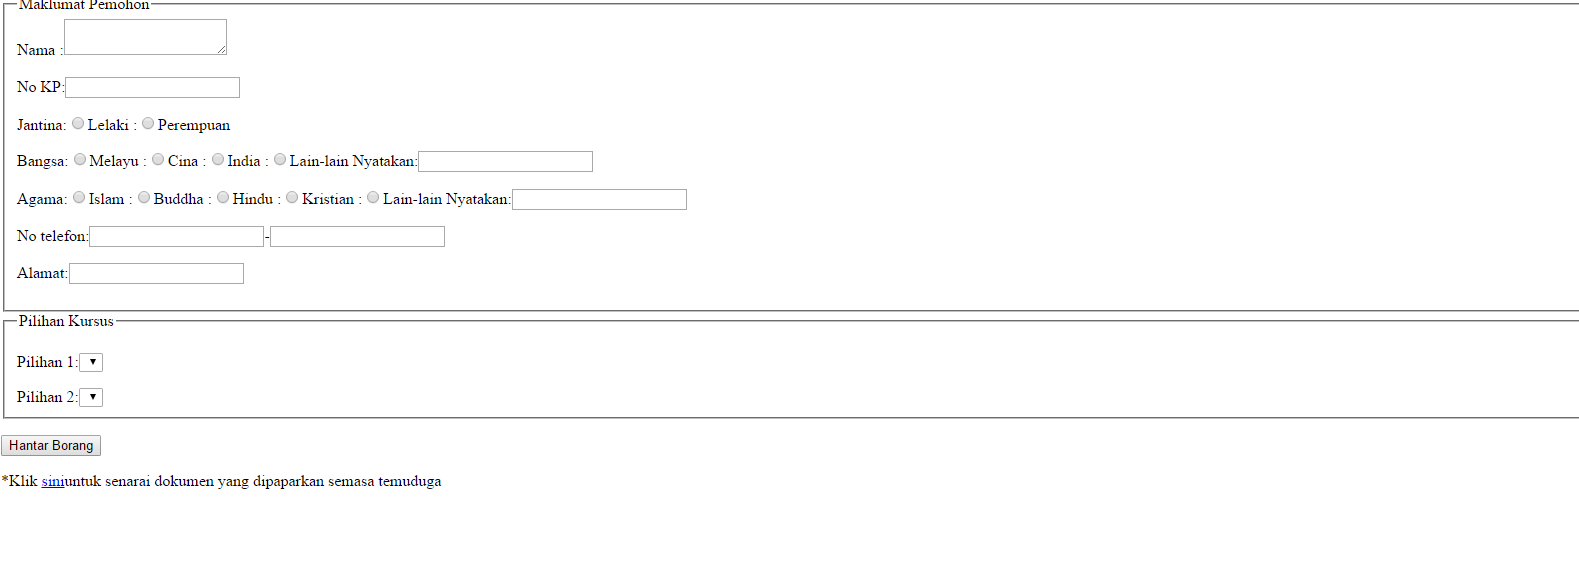 Maklumat Pemohon
Nama :
No KP:
Jantina: Lelaki : Perempuan
Bangsa: Melayu : Cina : India : Lain-lain Nyatakan:
Agama: Islam : Buddha : Hindu : Kristian : Lain-lain Nyatakan:
No telefon: -
Alamat:
Pilihan Kursus
Pilihan 1:
Pilihan 2:
Hantar Borang
*Klik siniuntuk senarai dokumen yang dipaparkan semasa temuduga